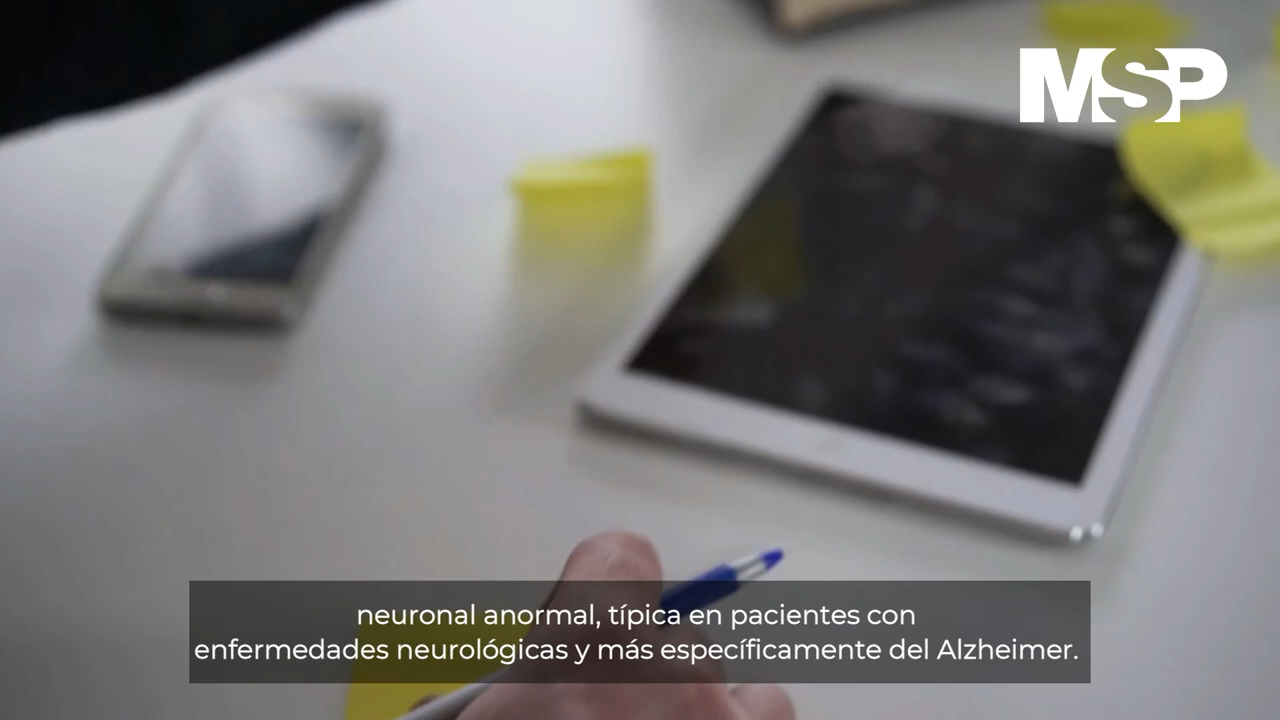 MSP
neuronal anormal, típica en pacientes con
enfermedades neurológicas y más específicamente del Alzheimer.